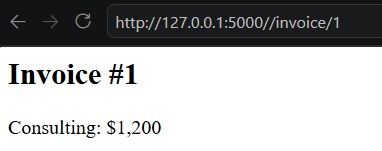 http://127.0.0.1:5000//invoice/1
Invoice #1
Consulting: $1,200